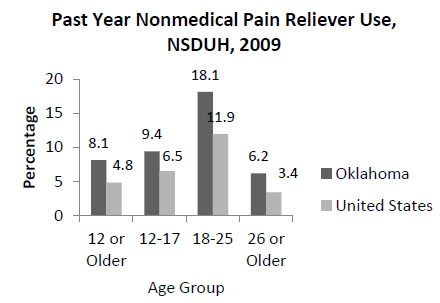 Past Year Nonmedical Pain Reliever Use,
NSDUH, 2009
Percentage
20
15
10
5
0
8.1
4.8
9.4
6.5
18.1
11.9
6.2
3.4
12 or
Older
12-17
18-25
26 or
Older
Age Group
Oklahoma
United States